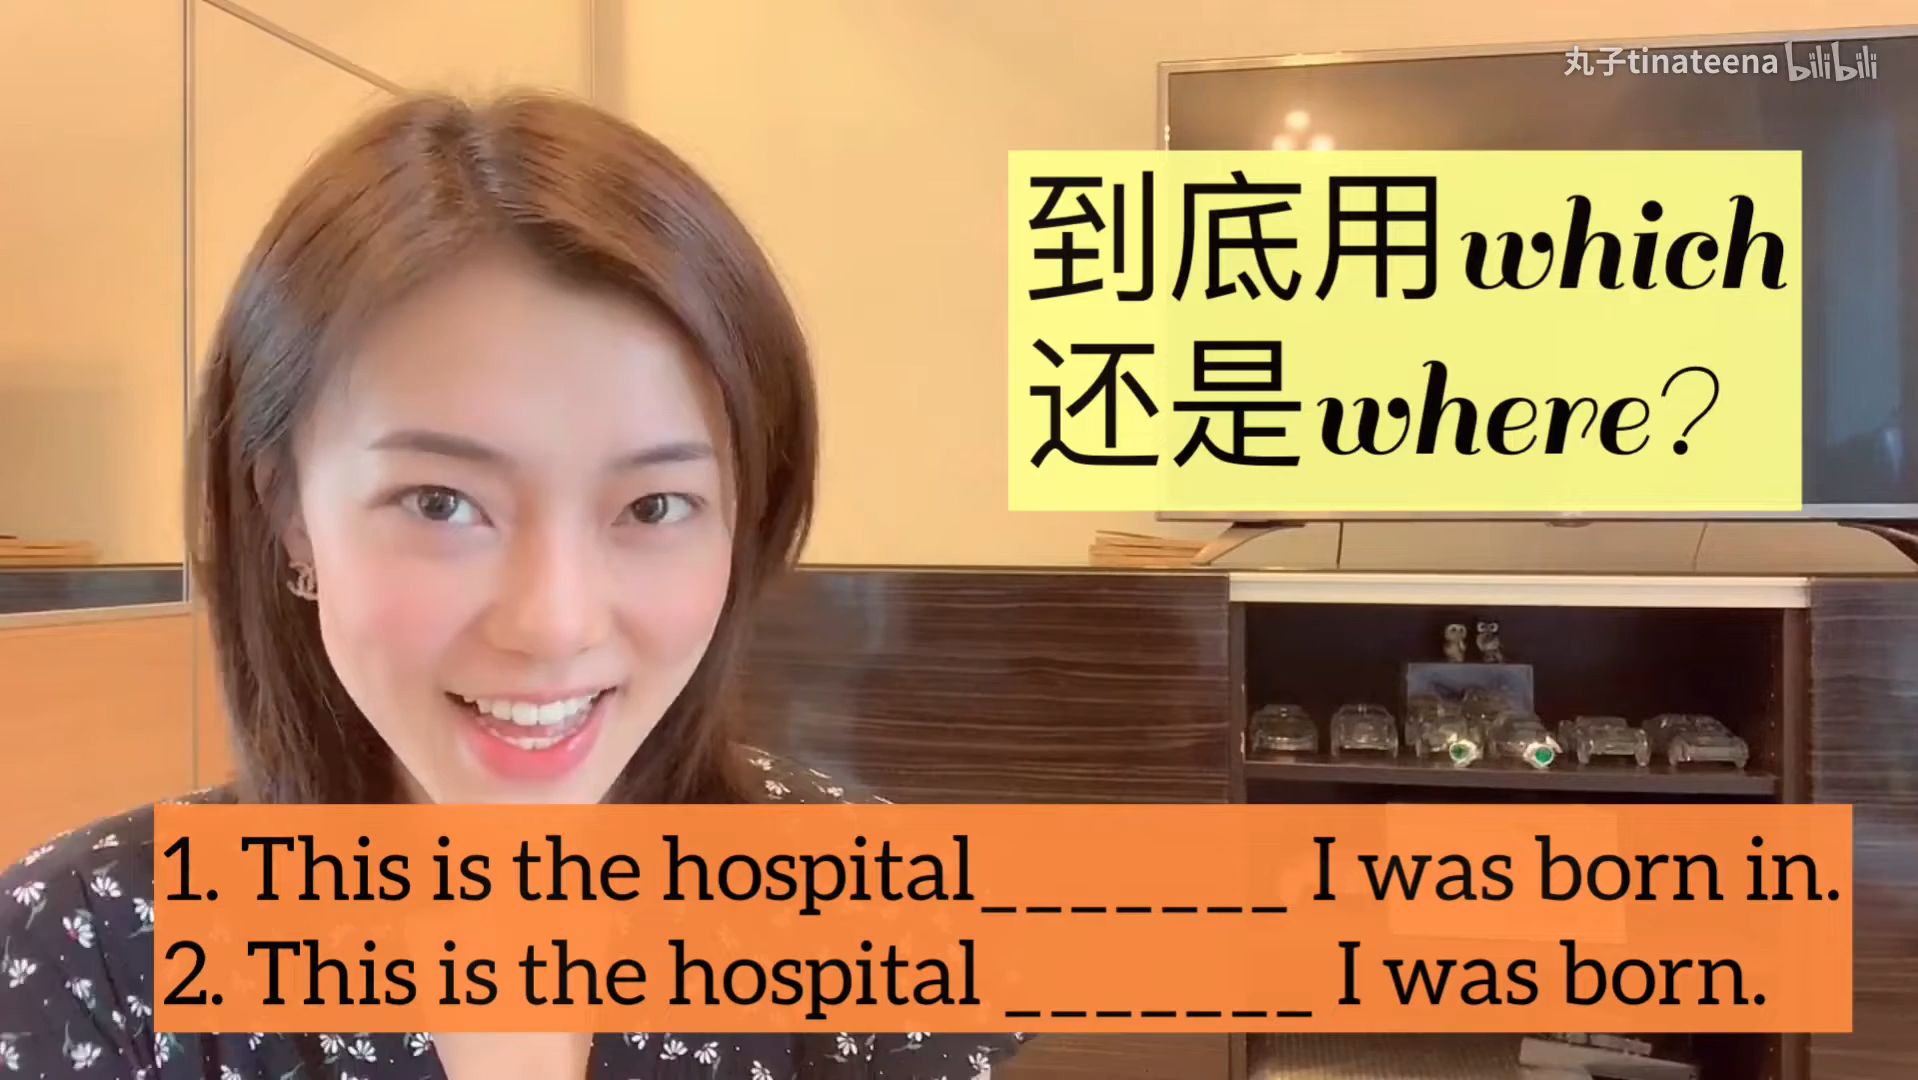 丸子tinateena bilibili
到底用which
还是where?
1. This is the hospital_______ I was born in.
2. This is the hospital _______ I was born.